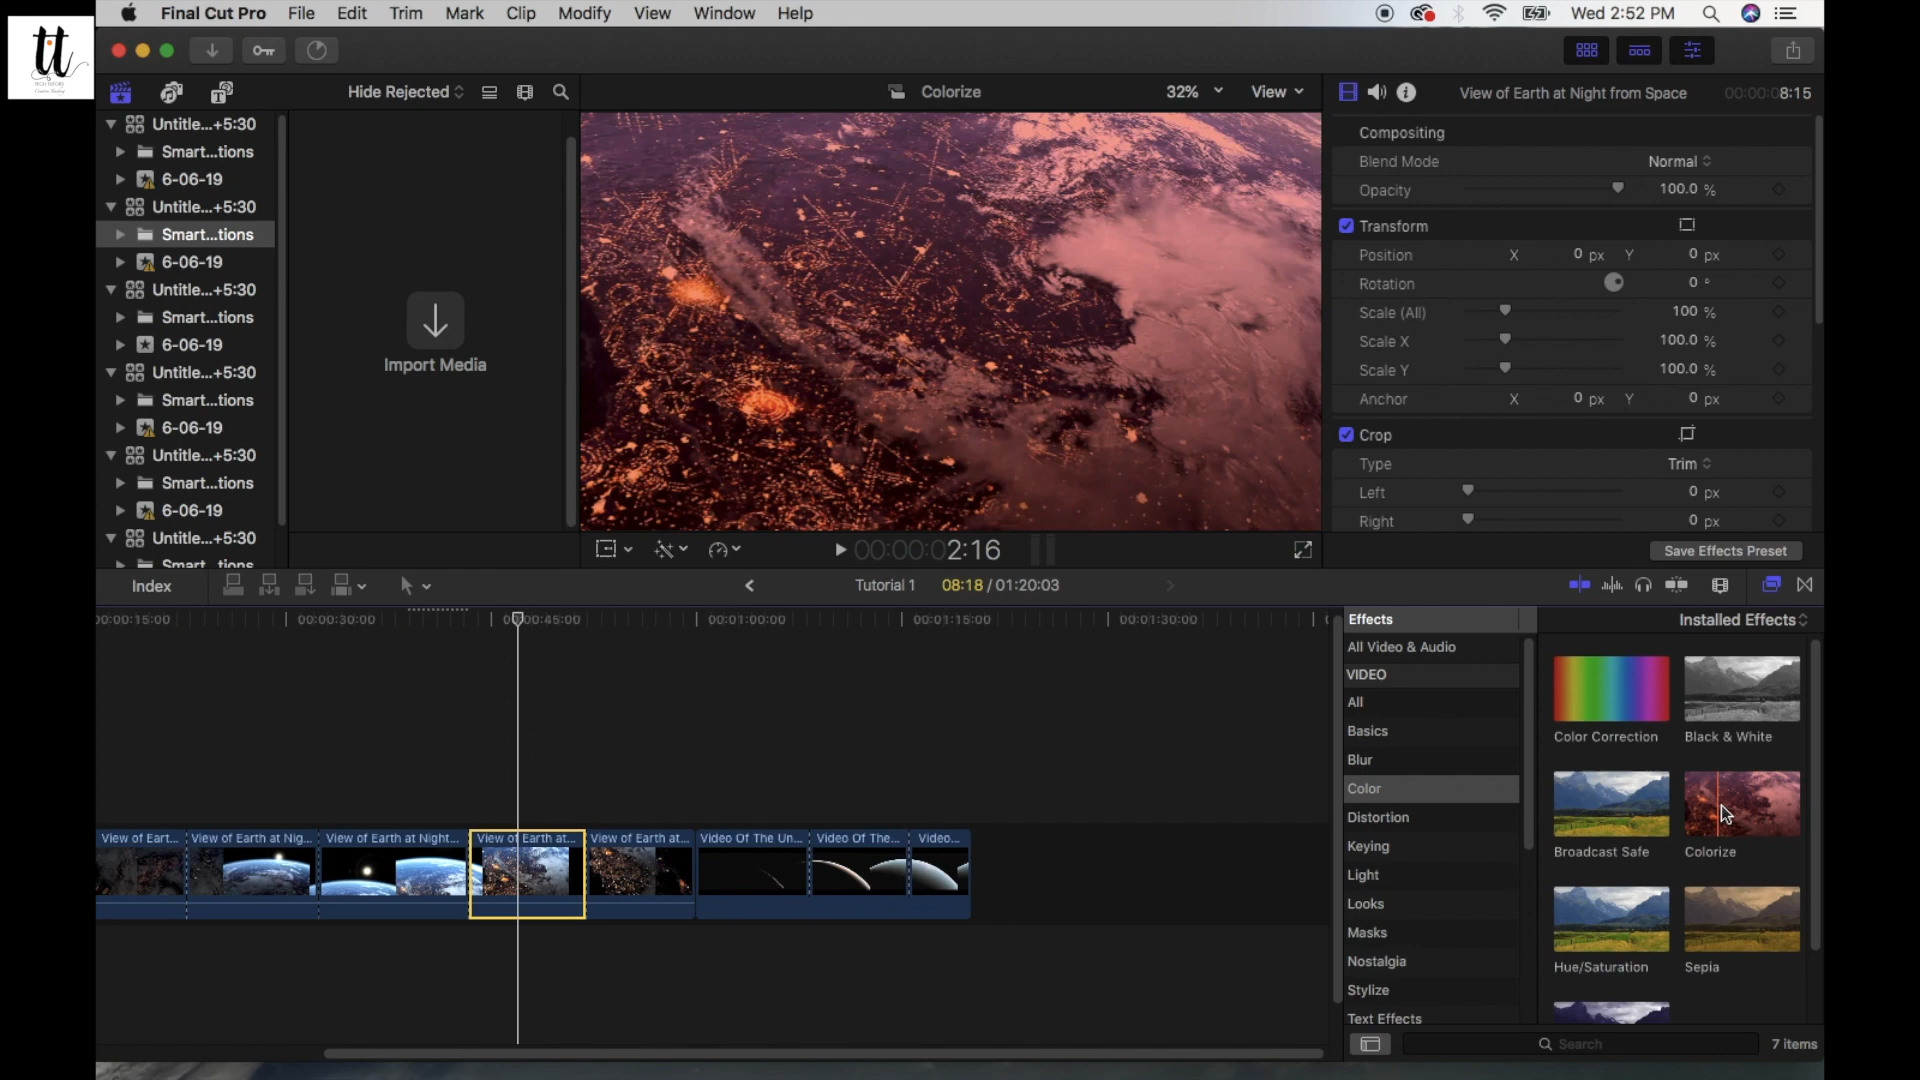 Final Cut Pro File Edit Trim Mark Clip Modify View Window Help Wed 2:52 PM
tt
TECH TUTORS
Hide Rejected
Colorize 32% View
View of Earth at Night from Space 00:00:08:15
Untitle...+5:30
Smart...tions
6-06-19
Untitle...+5:30
Smart...tions
6-06-19
Untitle...+5:30
Smart...tions
6-06-19
Untitle...+5:30
Smart...tions
6-06-19
Untitle...+5:30
Smart...tions
6-06-19
Untitle...+5:30
Smart...tions
Import Media
Compositing
Blend Mode Normal
Opacity 100.0 %
Transform
Position X 0 px Y 0 px
Rotation 0 °
Scale (All) 100 %
Scale X 100.0 %
Scale Y 100.0 %
Anchor X 0 px Y 0 px
Crop
Type Trim
Left 0 px
Right 0 px
00:00:02:16
Save Effects Preset
Index
Tutorial 1 08:18 / 01:20:03
00:00:15:00 00:00:30:00 00:00:45:00 00:01:00:00 00:01:15:00 00:01:30:00
View of Eart... View of Earth at Nig... View of Earth at Night... View of Earth at... View of Earth at... Video Of The Un... Video Of The... Video...
Effects
Installed Effects
All Video & Audio
VIDEO
All
Basics
Blur
Color
Distortion
Keying
Light
Looks
Masks
Nostalgia
Stylize
Text Effects
Color Correction Black & White
Broadcast Safe Colorize
Hue/Saturation Sepia
Search
7 items